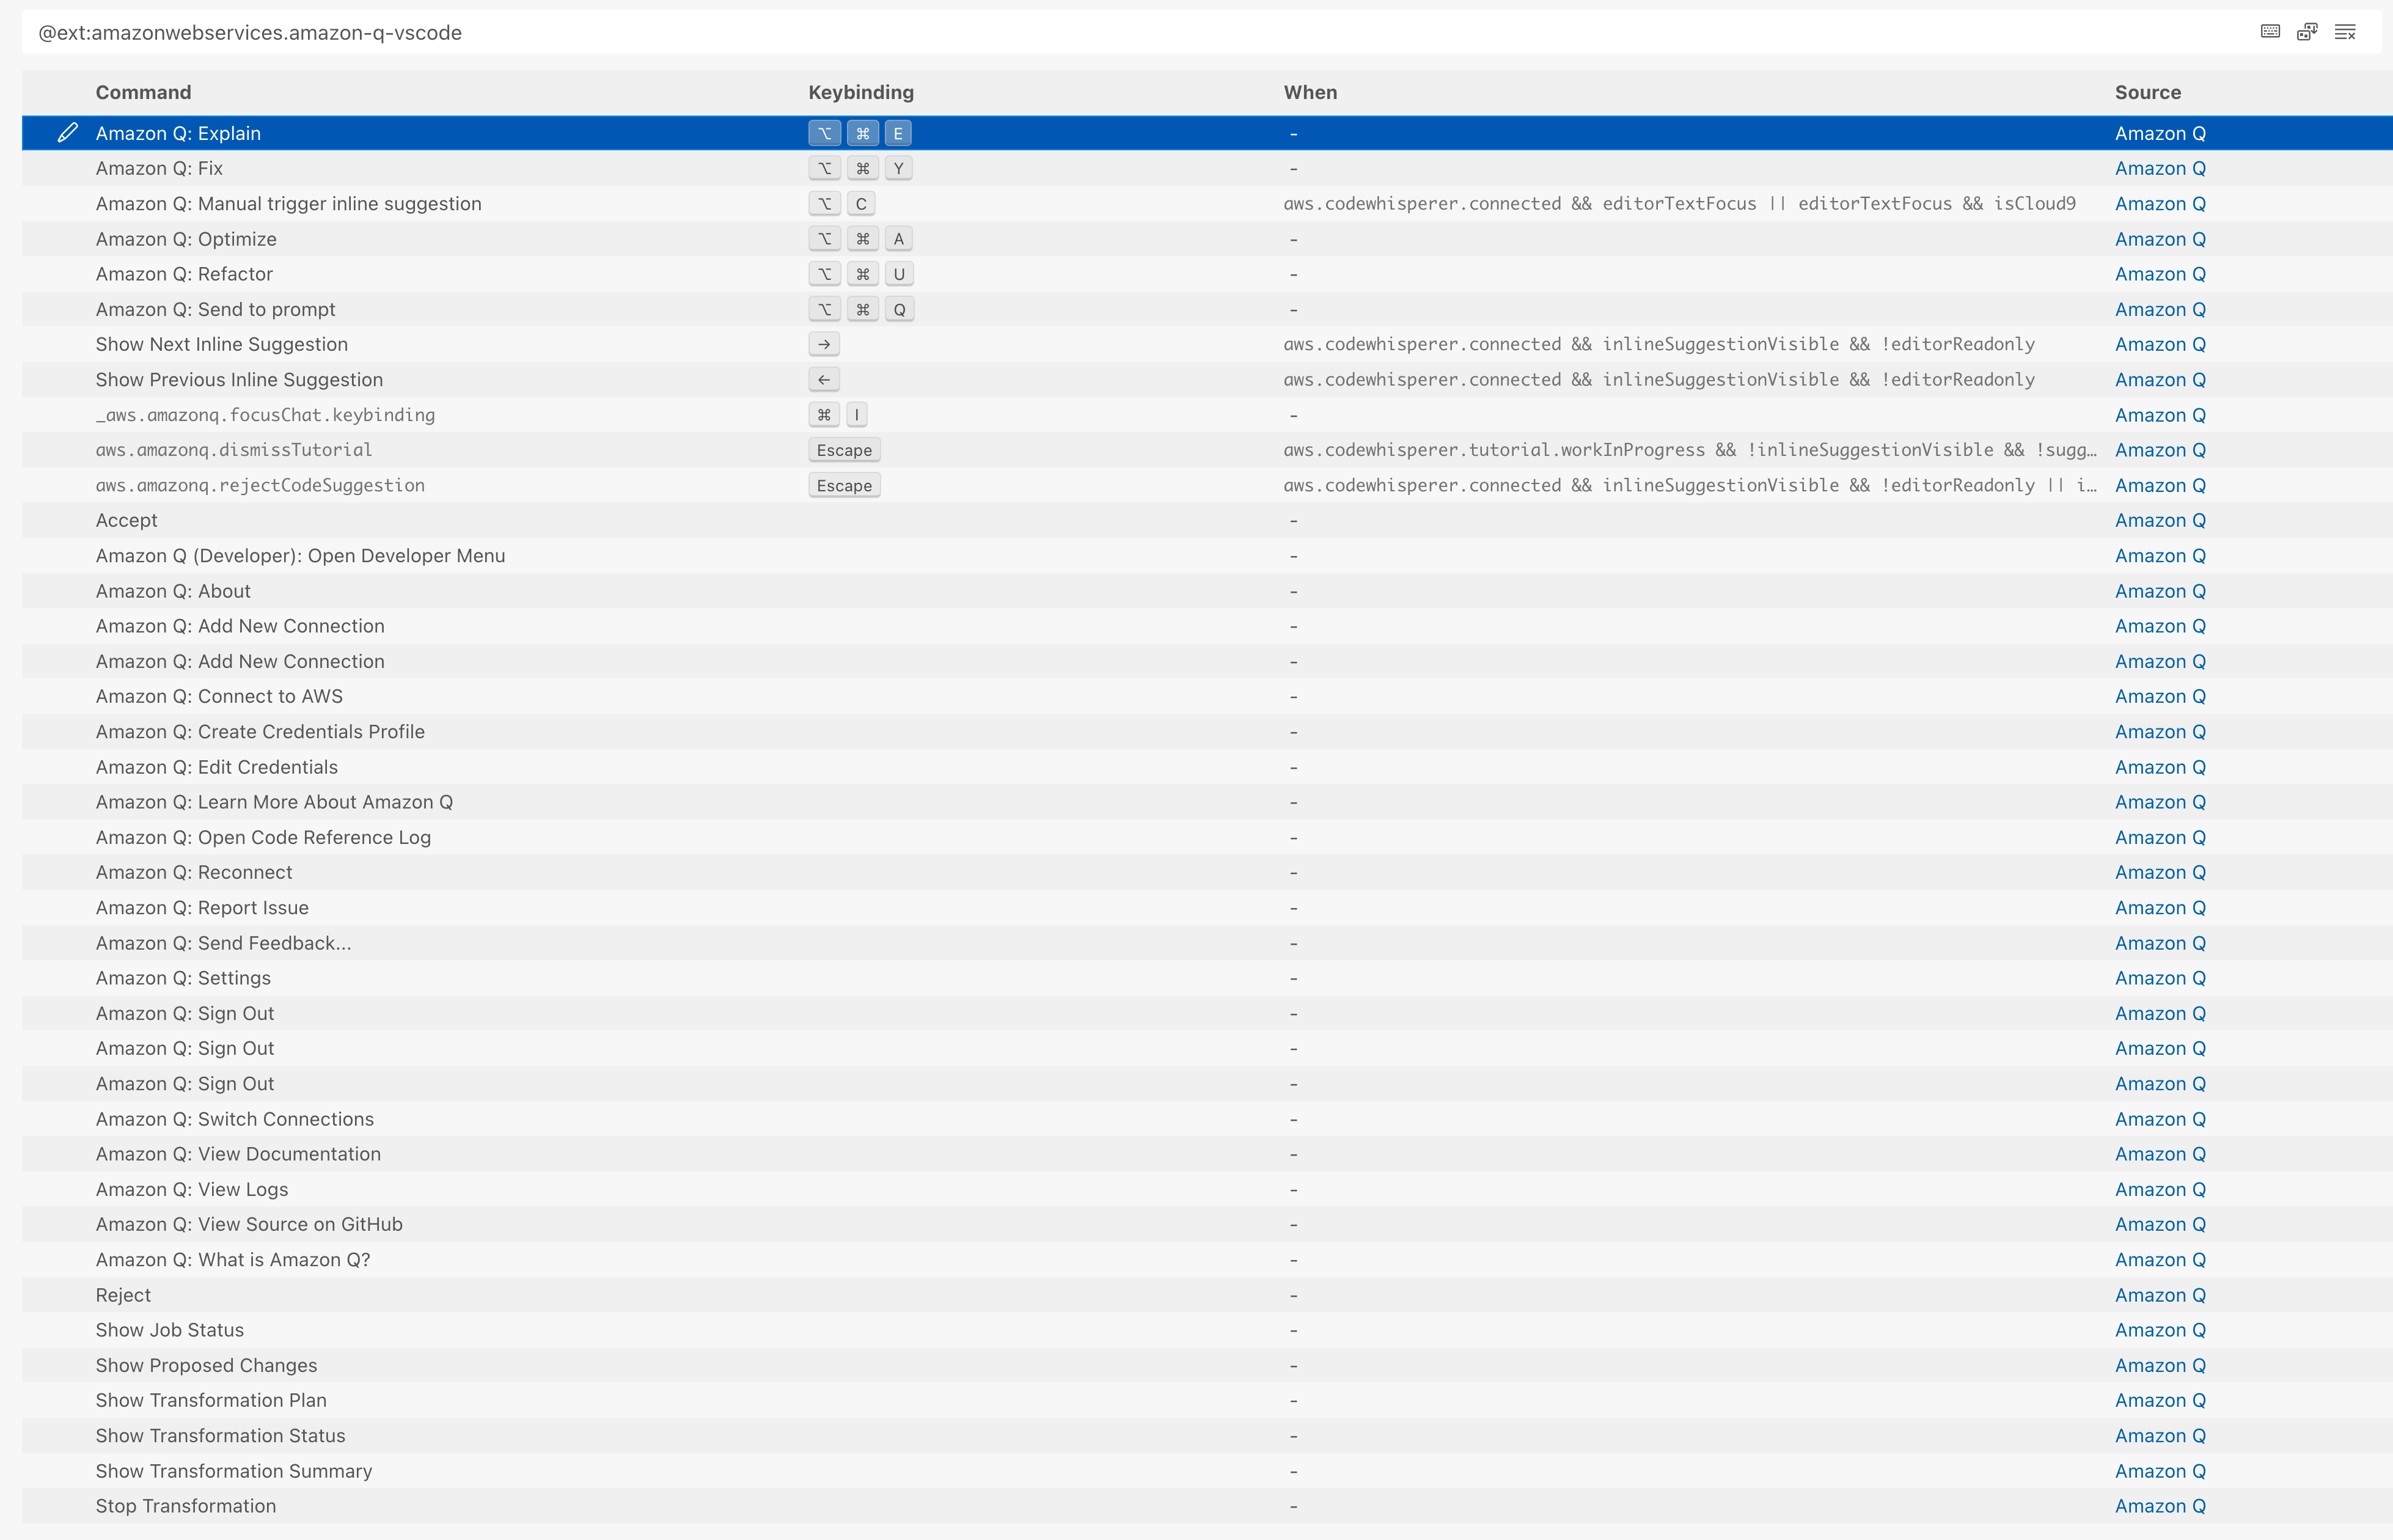 @ext:amazonwebservices.amazon-q-vscode
Command Keybinding When Source
Amazon Q: Explain ⌥ ⌘ E - Amazon Q
Amazon Q: Fix ⌥ ⌘ Y - Amazon Q
Amazon Q: Manual trigger inline suggestion ⌥ C aws.codewhisperer.connected && editorTextFocus || editorTextFocus && isCloud9 Amazon Q
Amazon Q: Optimize ⌥ ⌘ A - Amazon Q
Amazon Q: Refactor ⌥ ⌘ U - Amazon Q
Amazon Q: Send to prompt ⌥ ⌘ Q - Amazon Q
Show Next Inline Suggestion → aws.codewhisperer.connected && inlineSuggestionVisible && !editorReadonly Amazon Q
Show Previous Inline Suggestion ← aws.codewhisperer.connected && inlineSuggestionVisible && !editorReadonly Amazon Q
_aws.amazonq.focusChat.keybinding ⌘ I - Amazon Q
aws.amazonq.dismissTutorial Escape aws.codewhisperer.tutorial.workInProgress && !inlineSuggestionVisible && !sugg… Amazon Q
aws.amazonq.rejectCodeSuggestion Escape aws.codewhisperer.connected && inlineSuggestionVisible && !editorReadonly || i… Amazon Q
Accept - Amazon Q
Amazon Q (Developer): Open Developer Menu - Amazon Q
Amazon Q: About - Amazon Q
Amazon Q: Add New Connection - Amazon Q
Amazon Q: Add New Connection - Amazon Q
Amazon Q: Connect to AWS - Amazon Q
Amazon Q: Create Credentials Profile - Amazon Q
Amazon Q: Edit Credentials - Amazon Q
Amazon Q: Learn More About Amazon Q - Amazon Q
Amazon Q: Open Code Reference Log - Amazon Q
Amazon Q: Reconnect - Amazon Q
Amazon Q: Report Issue - Amazon Q
Amazon Q: Send Feedback... - Amazon Q
Amazon Q: Settings - Amazon Q
Amazon Q: Sign Out - Amazon Q
Amazon Q: Sign Out - Amazon Q
Amazon Q: Sign Out - Amazon Q
Amazon Q: Switch Connections - Amazon Q
Amazon Q: View Documentation - Amazon Q
Amazon Q: View Logs - Amazon Q
Amazon Q: View Source on GitHub - Amazon Q
Amazon Q: What is Amazon Q? - Amazon Q
Reject - Amazon Q
Show Job Status - Amazon Q
Show Proposed Changes - Amazon Q
Show Transformation Plan - Amazon Q
Show Transformation Status - Amazon Q
Show Transformation Summary - Amazon Q
Stop Transformation - Amazon Q